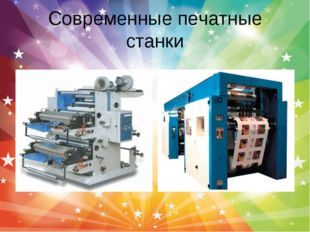 Современные печатные
станки